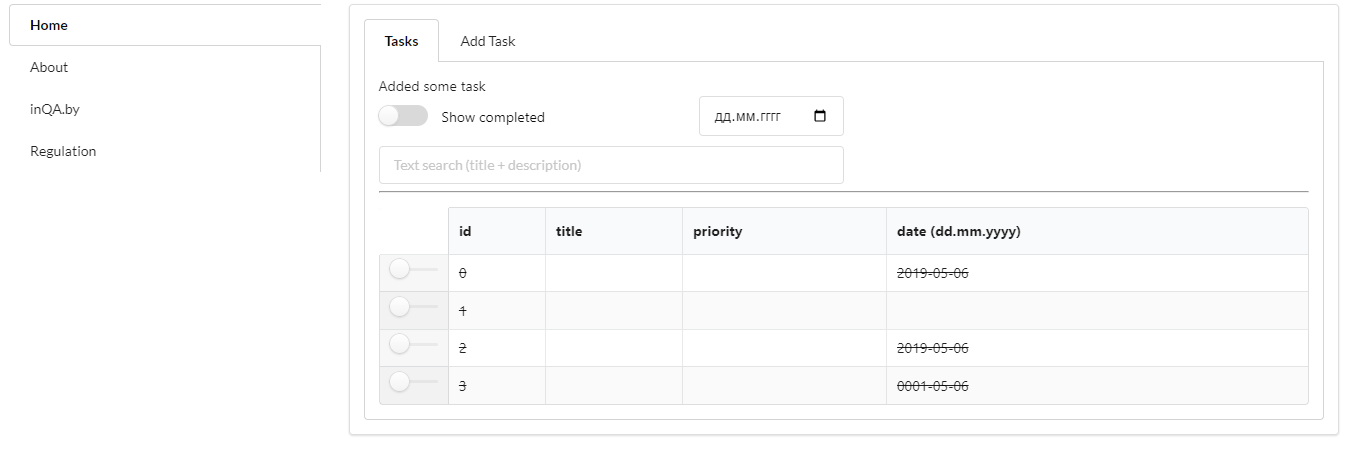 Home
About
inQA.by
Regulation
Tasks
Add Task
Added some task
Show completed
дд.мм.гггг
Text search (title + description)
id title priority date (dd.mm.yyyy)
0 2019-05-06
1
2 2019-05-06
3 0001-05-06